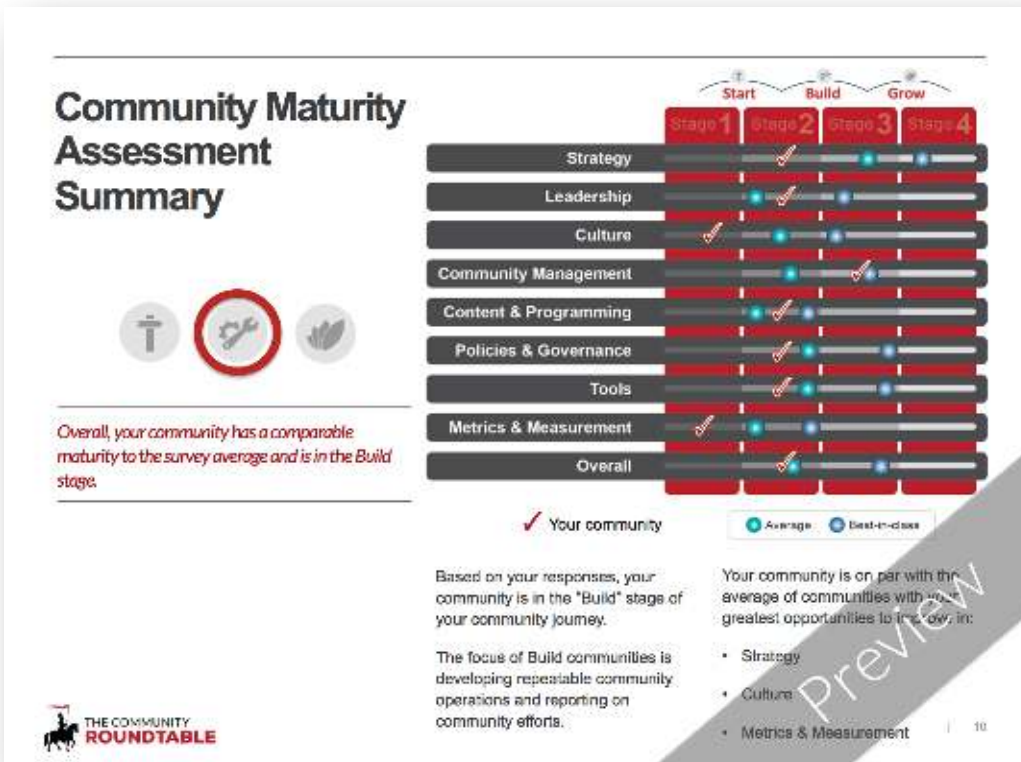 Community Maturity
Assessment
Summary
Start
Build
Grow
Stage 1
Stage 2
Stage 3
Stage 4
Strategy
Leadership
Culture
Community Management
Content & Programming
Policies & Governance
Tools
Metrics & Measurement
Overall
Overall, your community has a comparable
maturity to the survey average and is in the Build
stage.
Your community
Average
Best-in-class
Based on your responses, your
community is in the "Build" stage of
your community journey.
The focus of Build communities is
developing repeatable community
operations and reporting on
community efforts.
Your community is on par with the
average of communities with your
greatest opportunities to improve in:
• Strategy
• Culture
• Metrics & Measurement
Preview
THE COMMUNITY
ROUNDTABLE
| 10